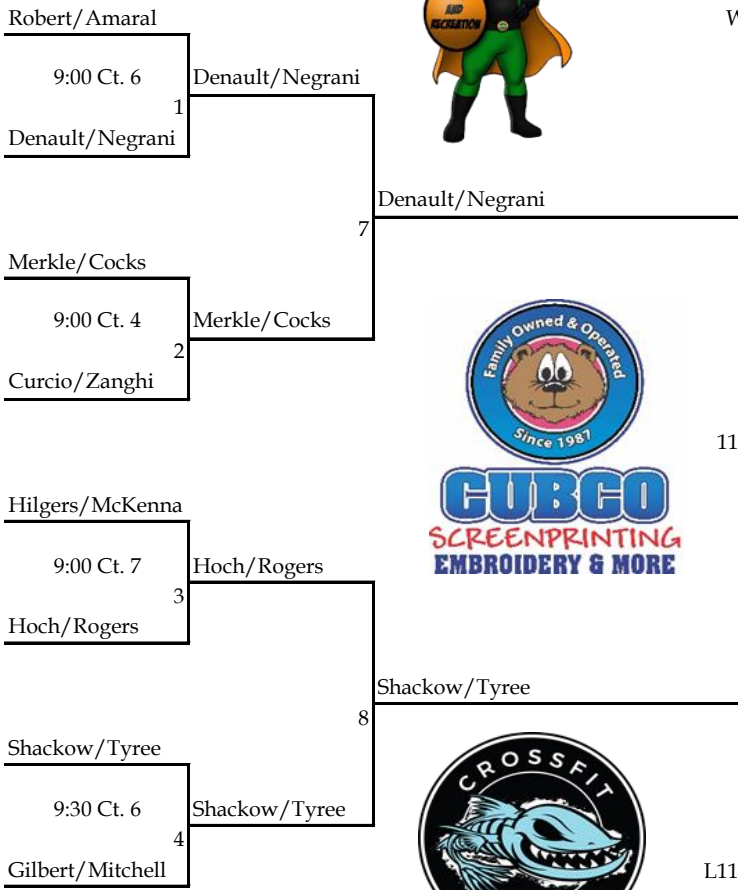 AND
RECREATION
Robert/Amaral
W
9:00 Ct. 6
Denault/Negrani
1
Denault/Negrani
Denault/Negrani
7
Merkle/Cocks
9:00 Ct. 4
Merkle/Cocks
2
Curcio/Zanghi
Family Owned & Operated
Since 1987
11
CUBCO
SCREENPRINTING
EMBROIDERY & MORE
Hilgers/McKenna
9:00 Ct. 7
Hoch/Rogers
3
Hoch/Rogers
Shackow/Tyree
8
Shackow/Tyree
CROSSFIT
9:30 Ct. 6
Shackow/Tyree
4
Gilbert/Mitchell
L11